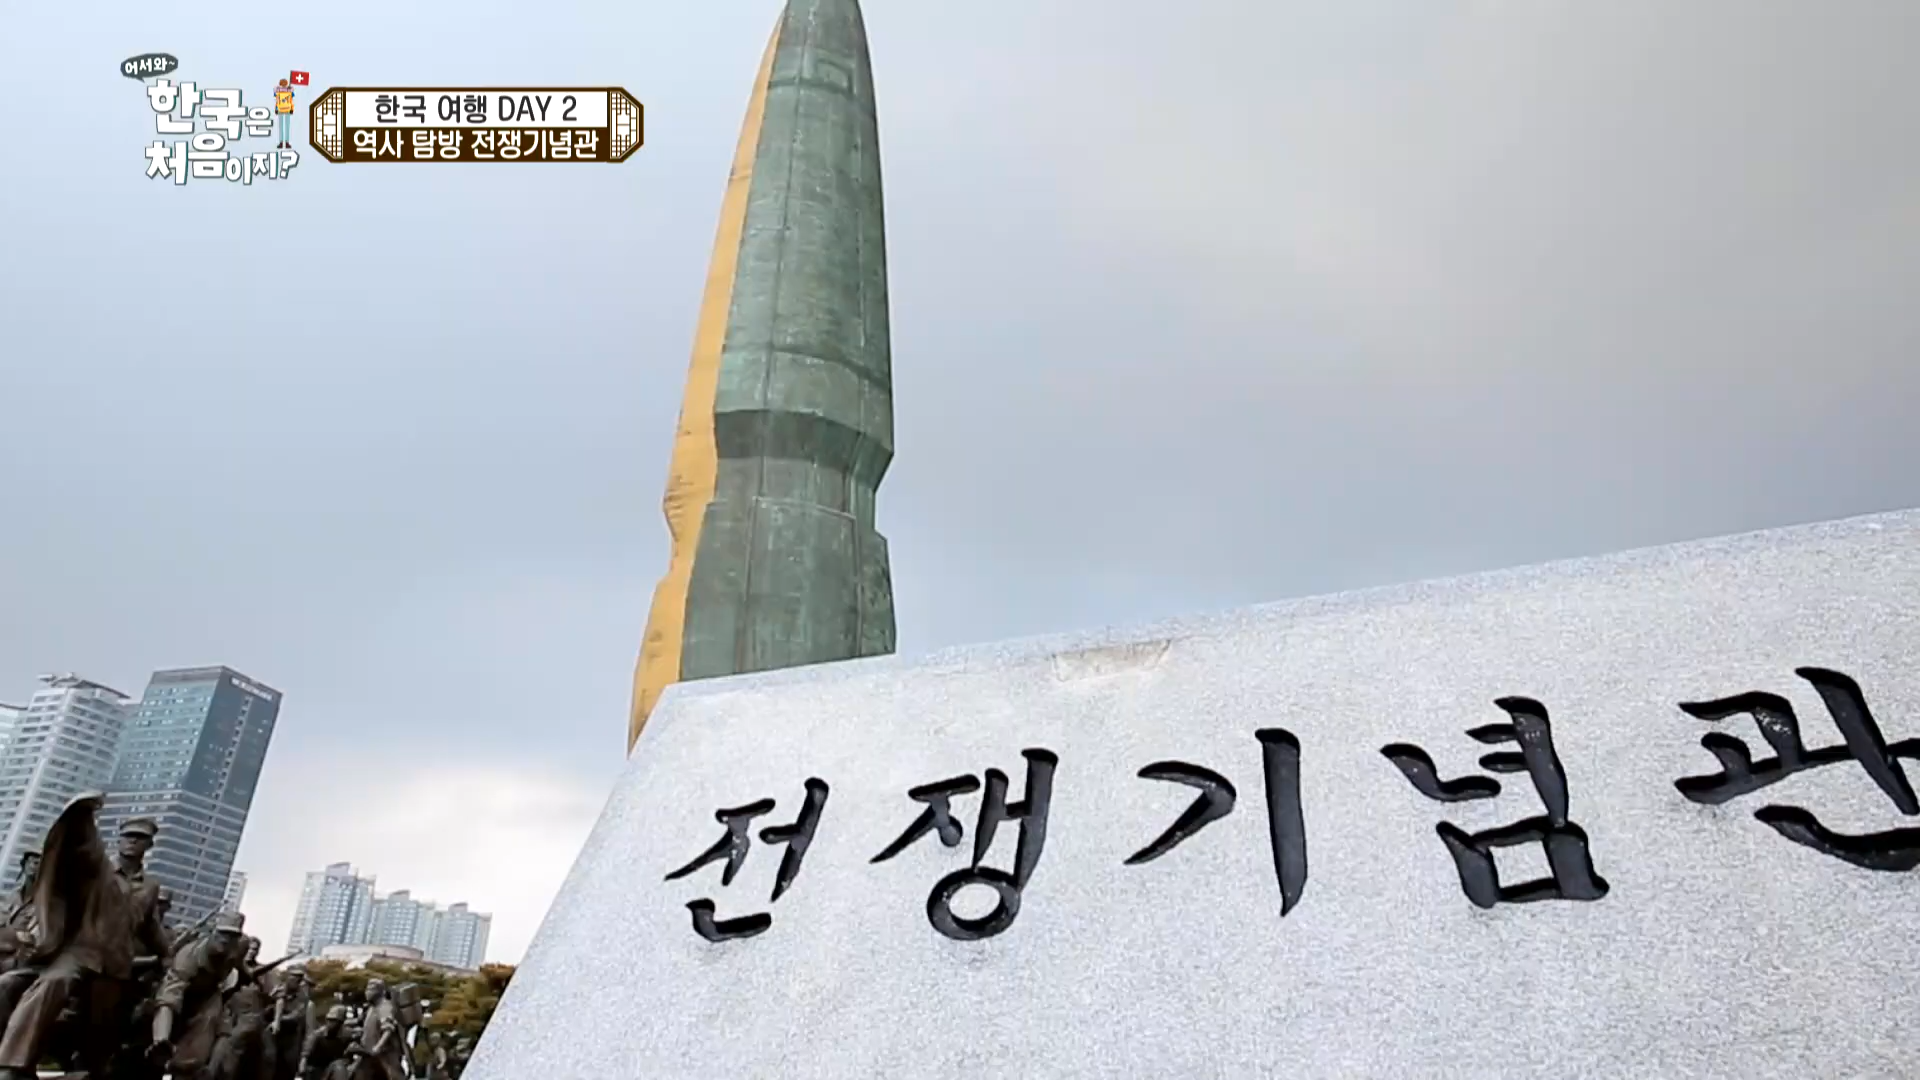 어서와~
한국은
처음이지?
한국 여행 DAY 2
역사 탐방 전쟁기념관
전쟁기념관